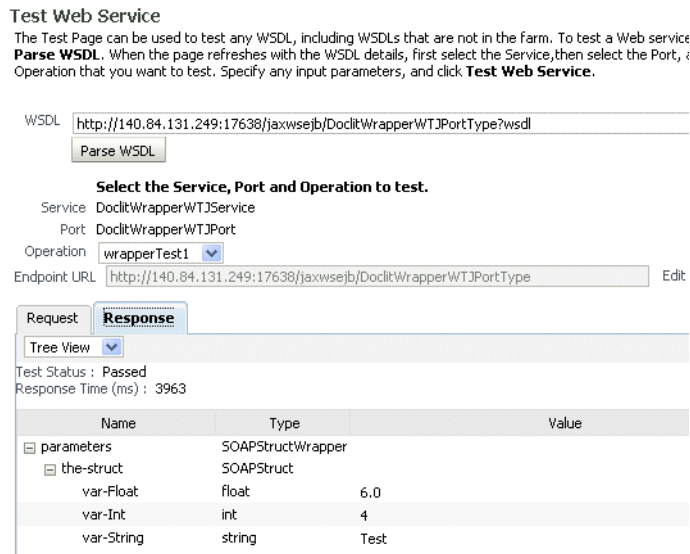 Test Web Service
The Test Page can be used to test any WSDL, including WSDLs that are not in the farm. To test a Web service
Parse WSDL. When the page refreshes with the WSDL details, first select the Service,then select the Port, a
Operation that you want to test. Specify any input parameters, and click Test Web Service.
WSDL http://140.84.131.249:17638/jaxwsejb/DoclitWrapperWTJPortType?wsdl
Parse WSDL
Select the Service, Port and Operation to test.
Service DoclitWrapperWTJService
Port DoclitWrapperWTJPort
Operation wrapperTest1
Endpoint URL http://140.84.131.249:17638/jaxwsejb/DoclitWrapperWTJPortType Edit
Request Response
Tree View
Test Status : Passed
Response Time (ms) : 3963
Name Type Value
parameters SOAPStructWrapper
the-struct SOAPStruct
var-Float float 6.0
var-Int int 4
var-String string Test